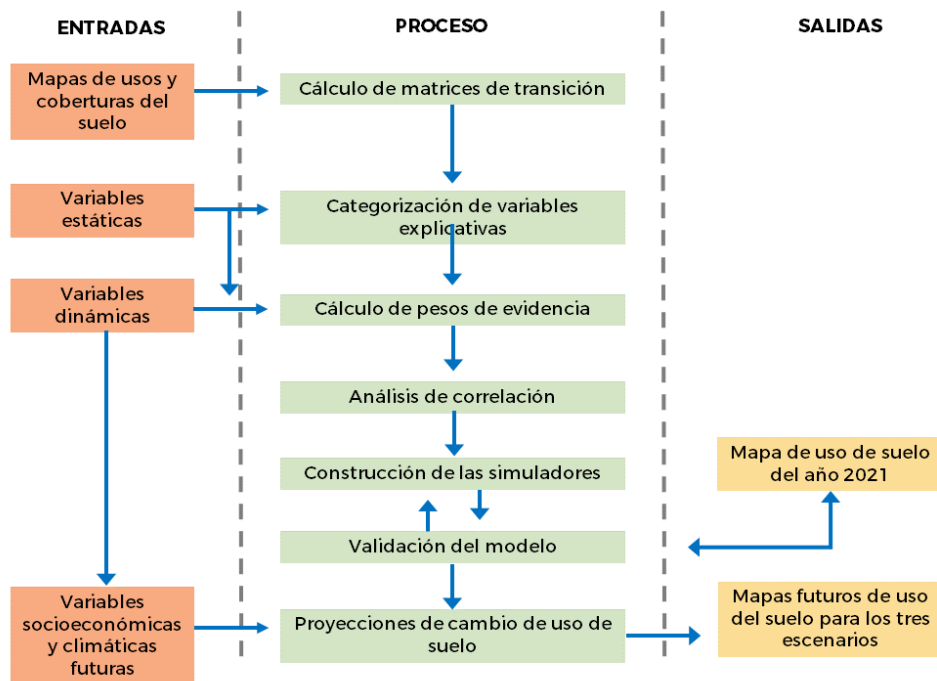 ENTRADAS
PROCESO
SALIDAS
Mapas de usos y
coberturas del
suelo
Cálculo de matrices de transición
Variables
estáticas
Categorización de variables
explicativas
Variables
dinámicas
Cálculo de pesos de evidencia
Análisis de correlación
Construcción de las simuladores
Mapa de uso de suelo
del año 2021
Validación del modelo
Variables
socioeconómicas
y climáticas
futuras
Proyecciones de cambio de uso de
suelo
Mapas futuros de uso
del suelo para los tres
escenarios